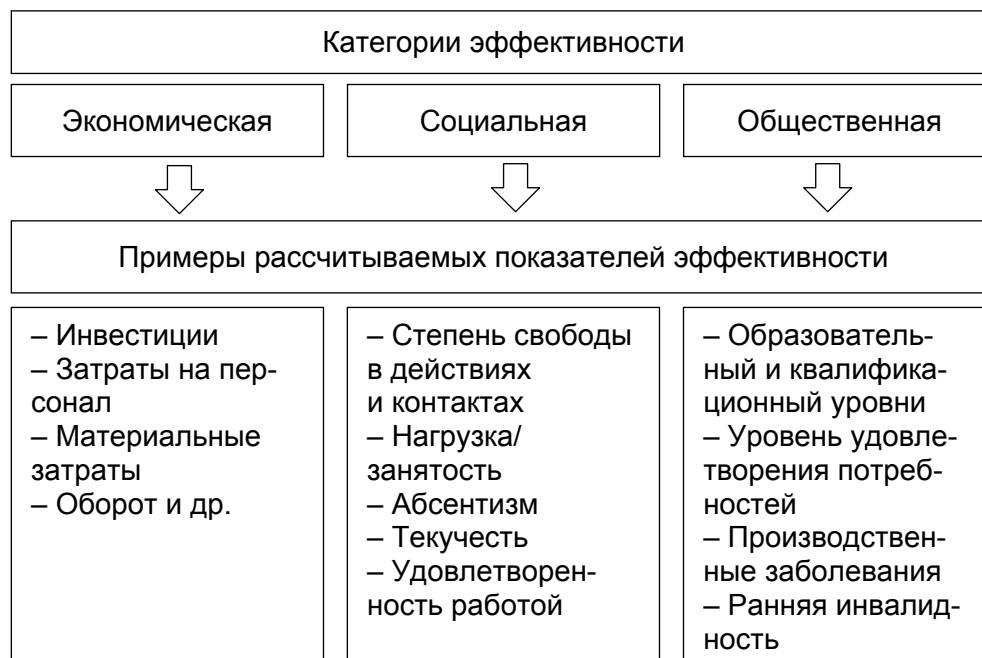 Категории эффективности
Экономическая
Социальная
Общественная
Примеры рассчитываемых показателей эффективности
– Инвестиции
– Затраты на пер-
сонал
– Материальные
затраты
– Оборот и др.
– Степень свободы
в действиях
и контактах
– Нагрузка/
занятость
– Абсентизм
– Текучесть
– Удовлетворен-
ность работой
– Образователь-
ный и квалифика-
ционный уровни
– Уровень удовле-
творения потреб-
ностей
– Производствен-
ные заболевания
– Ранняя инвалид-
ность